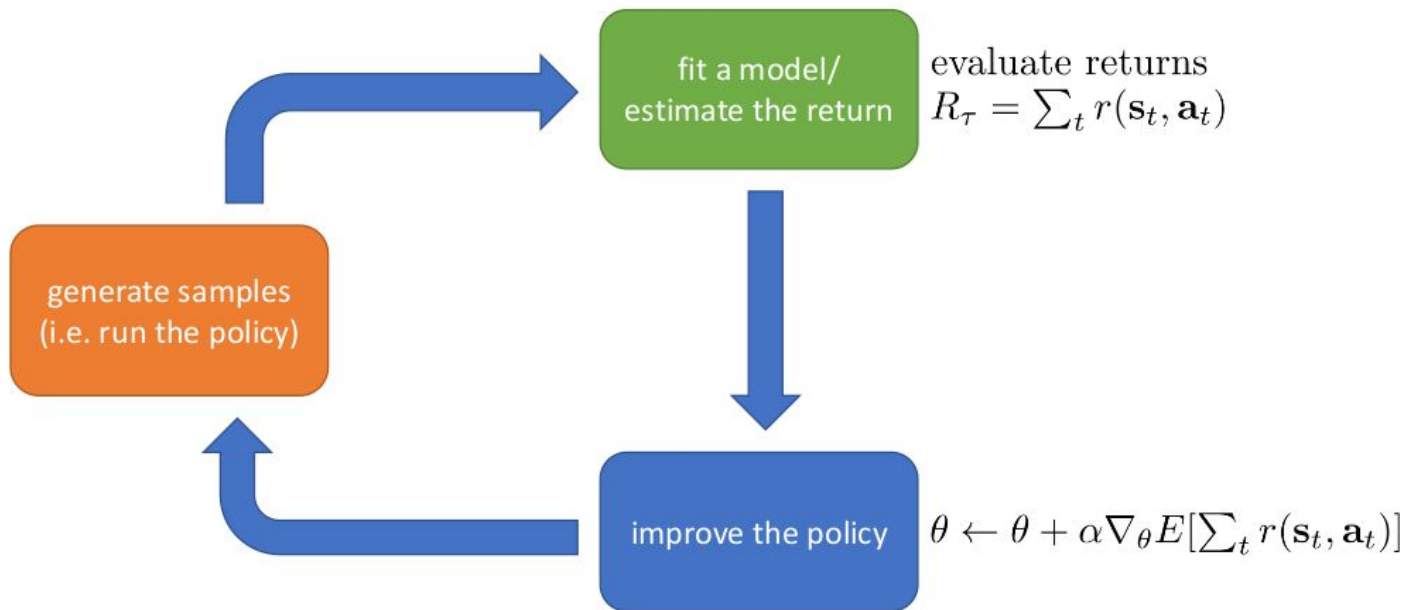 fit a model/
estimate the return
evaluate returns
$R_\tau = \sum_t r(\mathbf{s}_t, \mathbf{a}_t)$
generate samples
(i.e. run the policy)
improve the policy
$\theta \leftarrow \theta + \alpha \nabla_\theta E[\sum_t r(\mathbf{s}_t, \mathbf{a}_t)]$